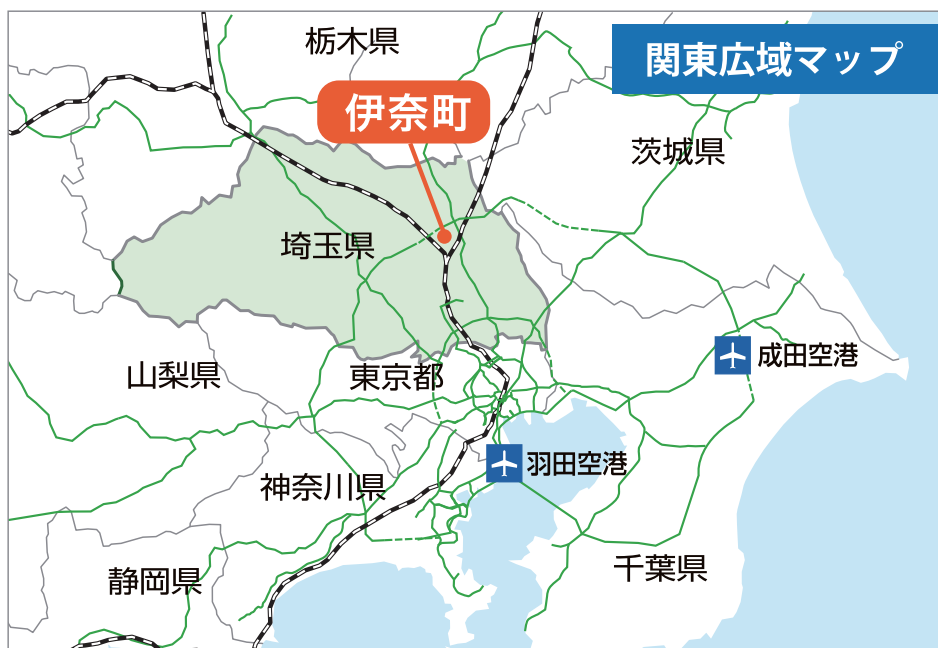 栃木県
関東広域マップ
伊奈町
茨城県
埼玉県
成田空港
山梨県
東京都
羽田空港
神奈川県
千葉県
静岡県